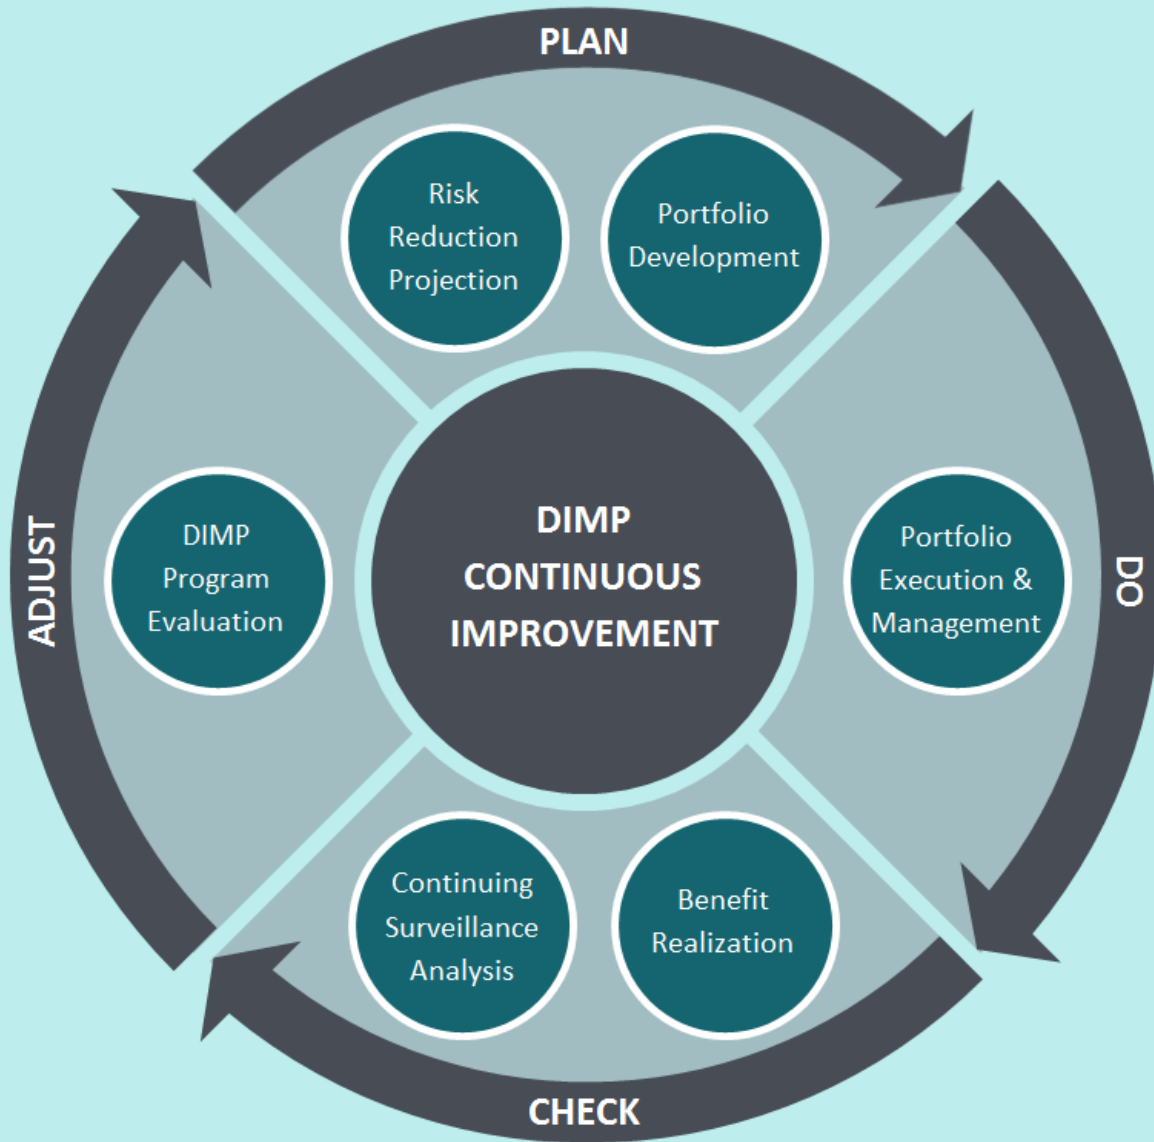 PLAN
Risk
Reduction
Projection
Portfolio
Development
DO
Portfolio
Execution &
Management
DIMP
CONTINUOUS
IMPROVEMENT
Benefit
Realization
CHECK
Continuing
Surveillance
Analysis
ADJUST
DIMP
Program
Evaluation